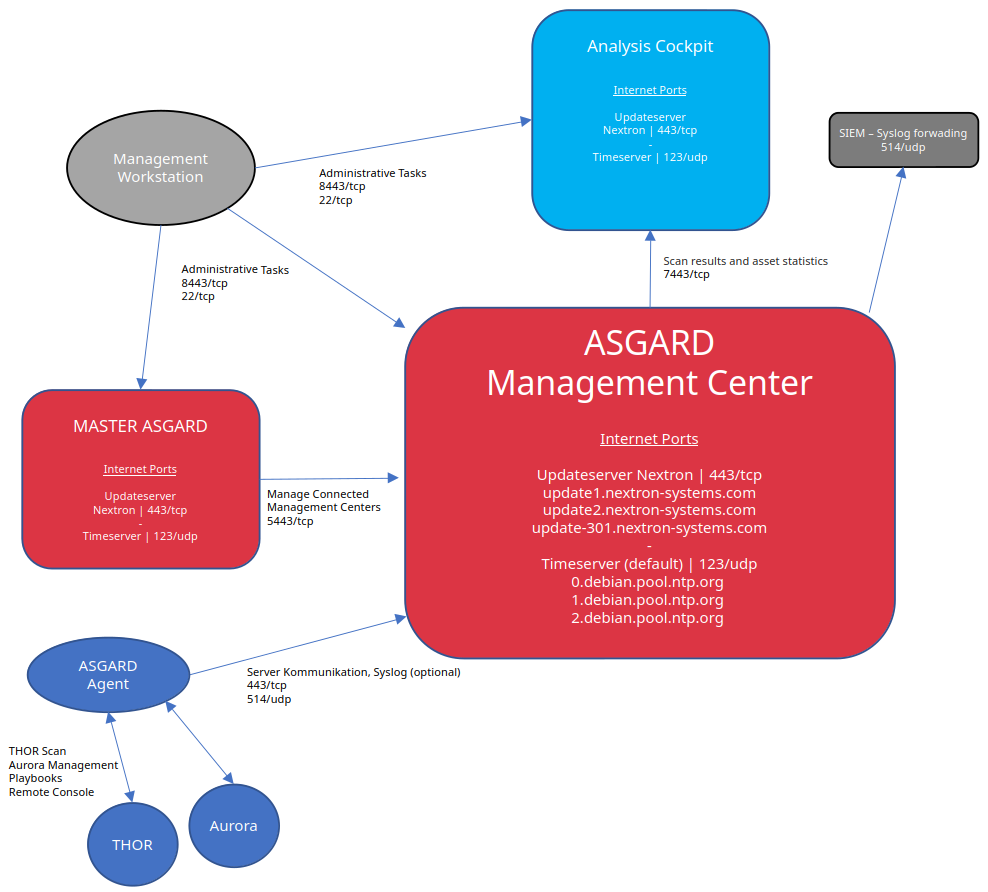 Analysis Cockpit
Internet Ports
Updateserver
Nextron | 443/tcp
-
Timeserver | 123/udp
SIEM – Syslog forwading
514/udp
Management
Workstation
Administrative Tasks
8443/tcp
22/tcp
Administrative Tasks
8443/tcp
22/tcp
Scan results and asset statistics
7443/tcp
ASGARD
Management Center
Internet Ports
Updateserver Nextron | 443/tcp
update1.nextron-systems.com
update2.nextron-systems.com
update-301.nextron-systems.com
-
Timeserver (default) | 123/udp
0.debian.pool.ntp.org
1.debian.pool.ntp.org
2.debian.pool.ntp.org
MASTER ASGARD
Internet Ports
Updateserver
Nextron | 443/tcp
-
Timeserver | 123/udp
Manage Connected
Management Centers
5443/tcp
ASGARD
Agent
Server Kommunikation, Syslog (optional)
443/tcp
514/udp
THOR Scan
Aurora Management
Playbooks
Remote Console
THOR
Aurora